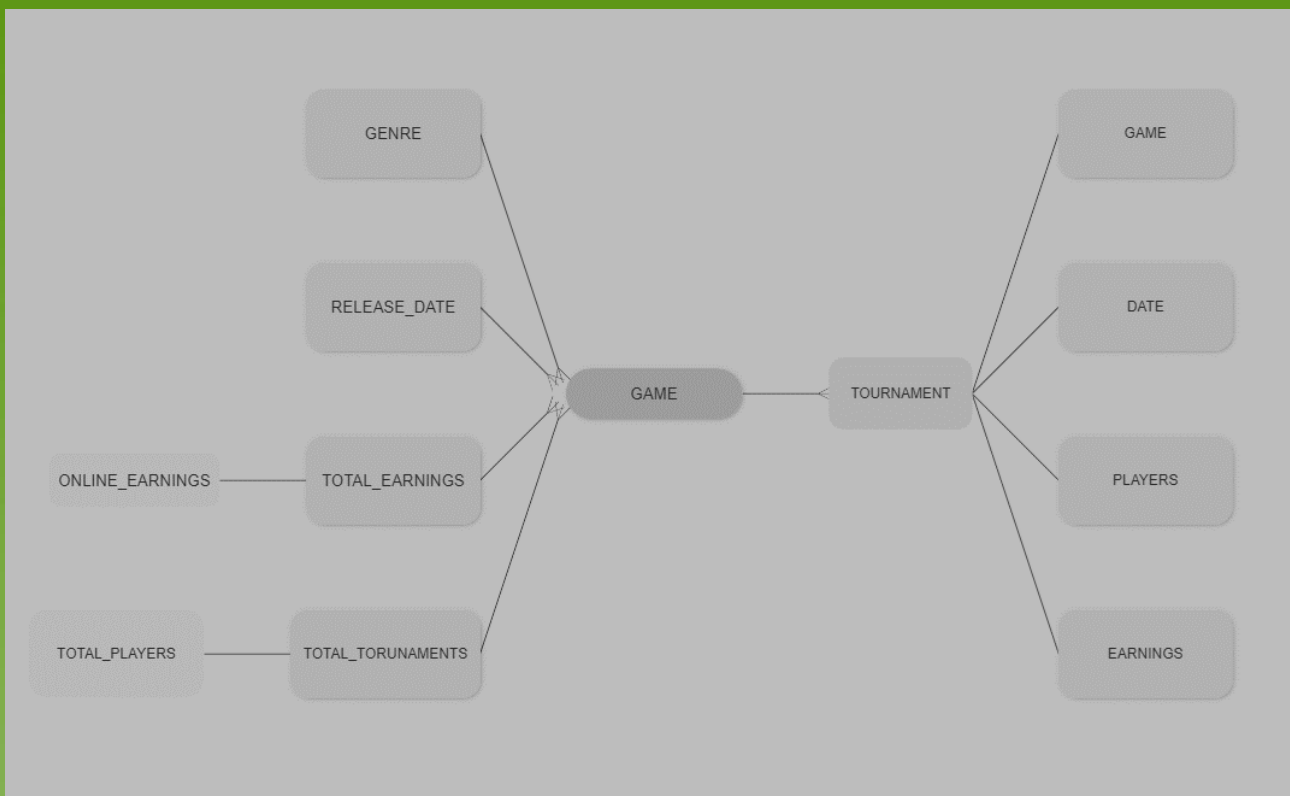 GENRE
GAME
RELEASE_DATE
DATE
GAME
TOURNAMENT
ONLINE_EARNINGS
TOTAL_EARNINGS
PLAYERS
TOTAL_PLAYERS
TOTAL_TORUNAMENTS
EARNINGS